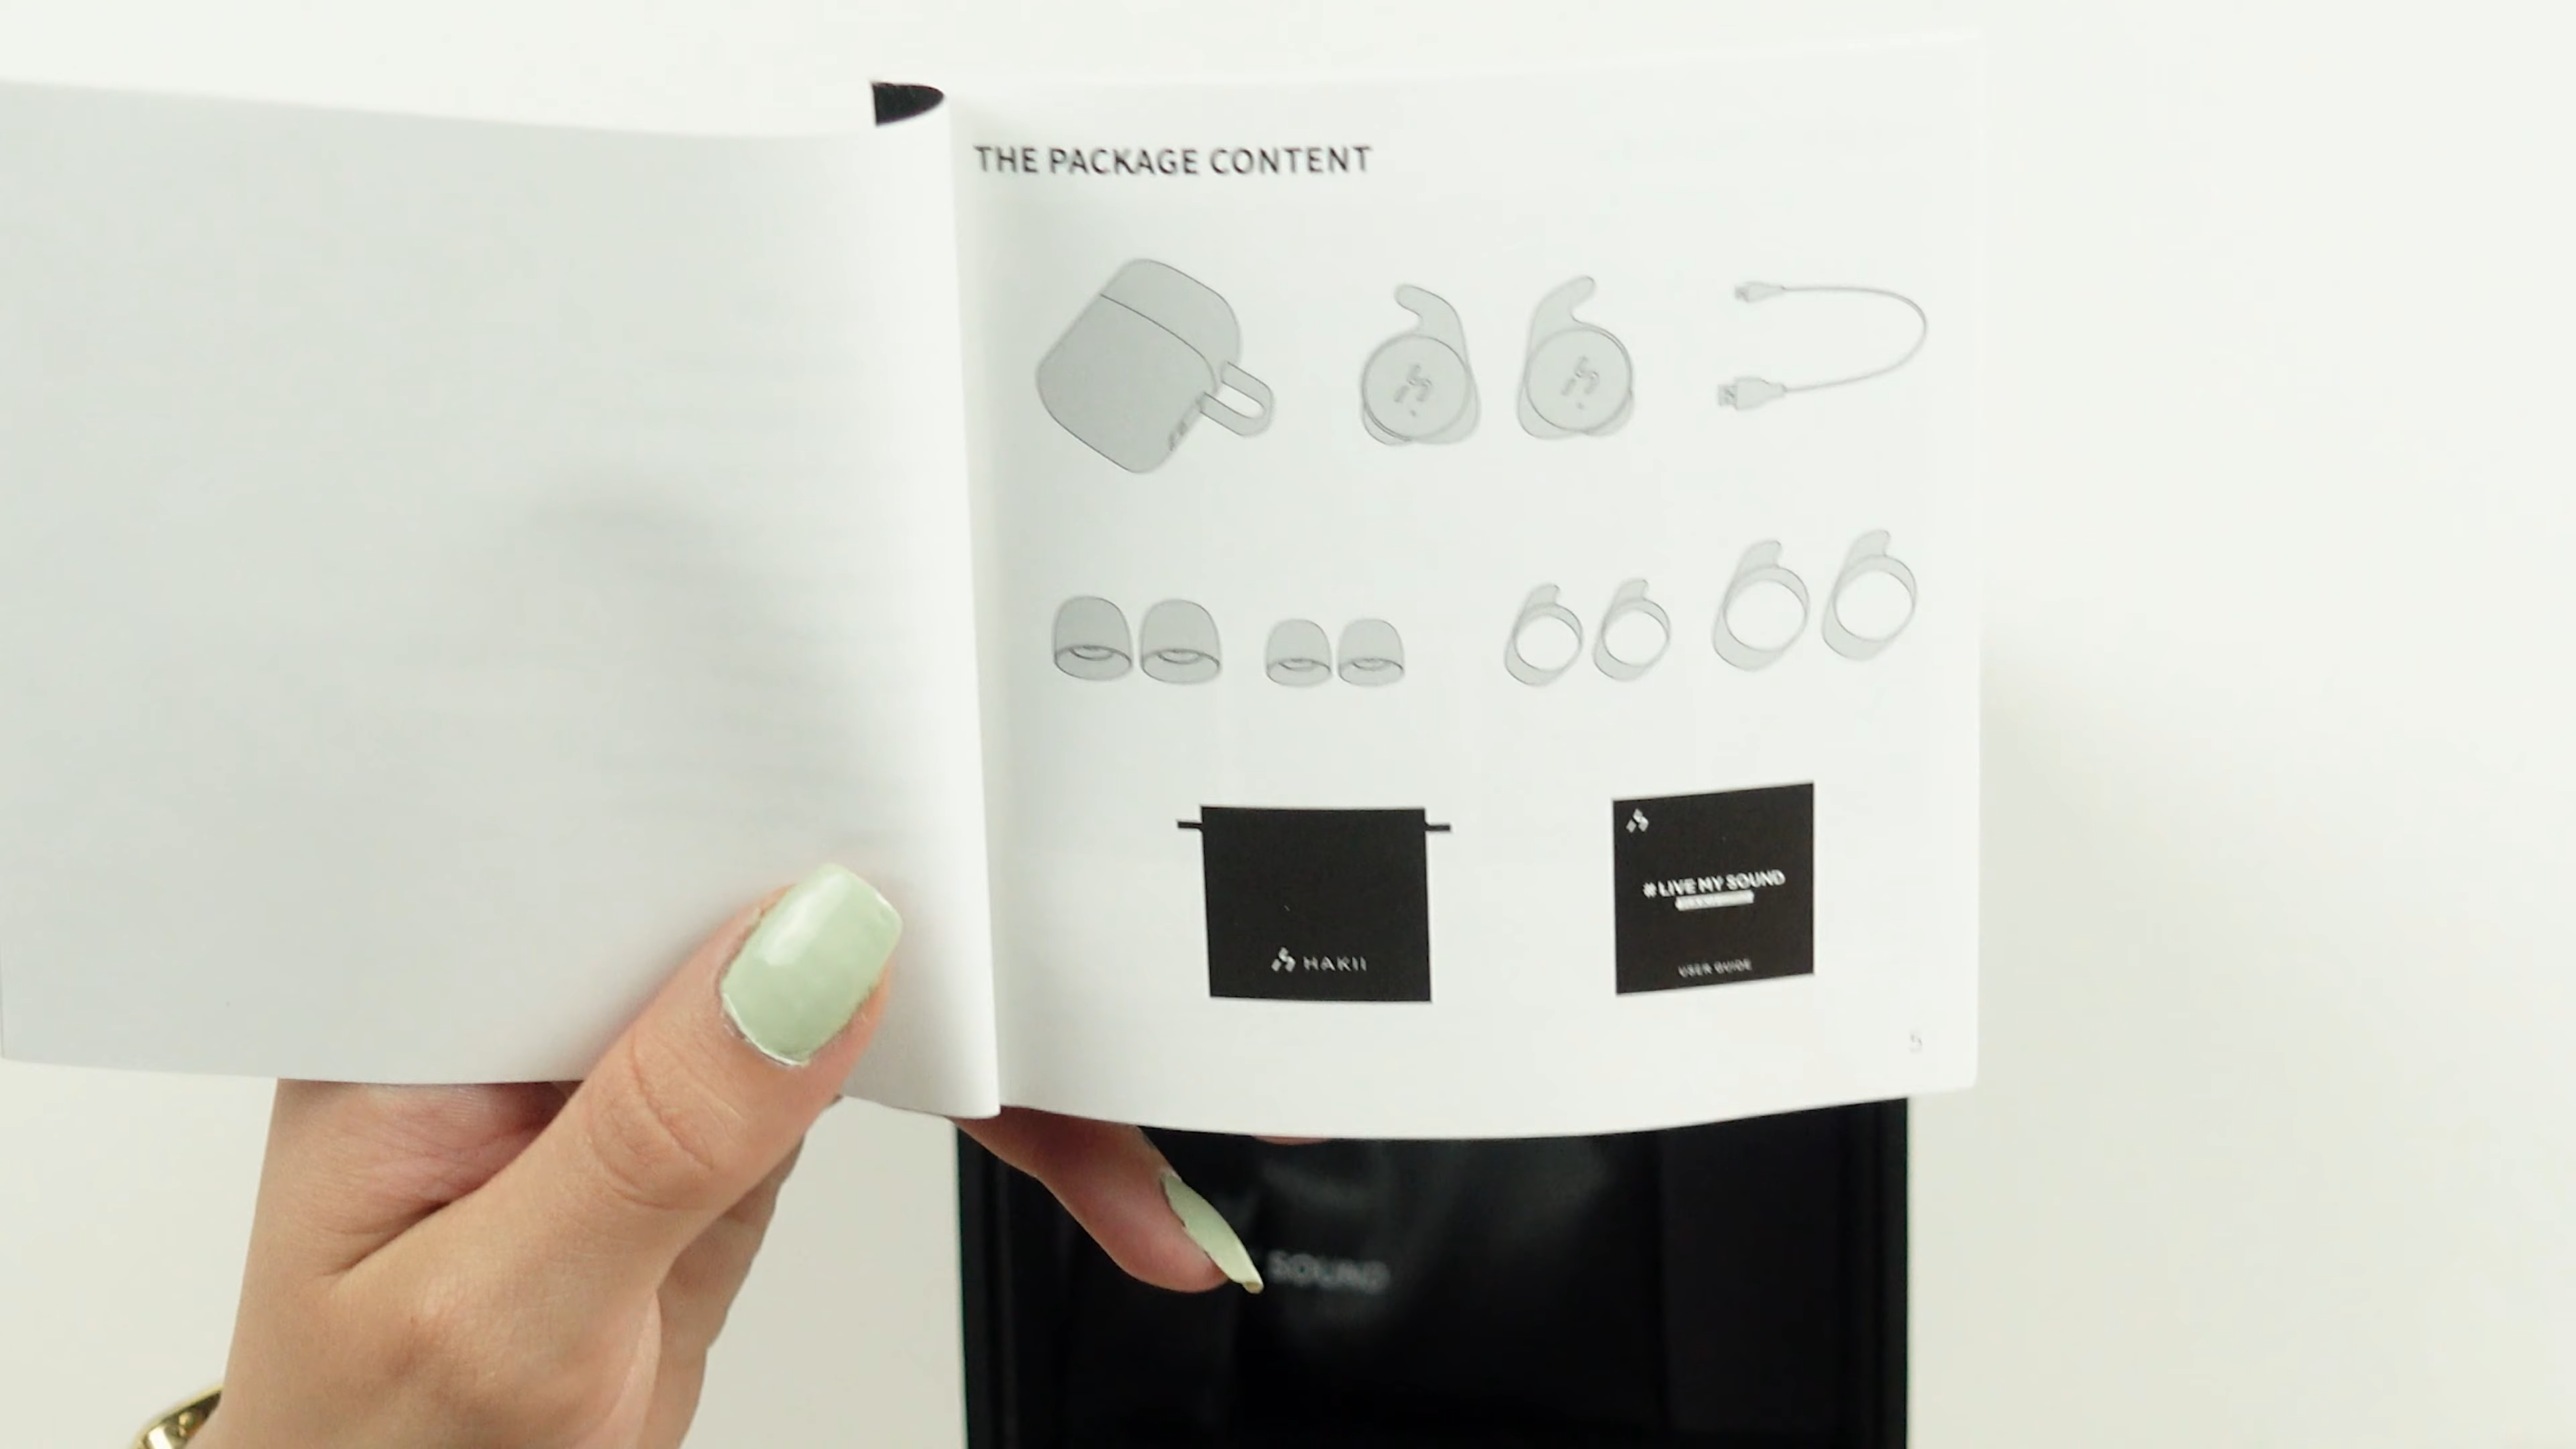 THE PACKAGE CONTENT
HAKII
# LIVE MY SOUND
USER GUIDE
5
SOUND